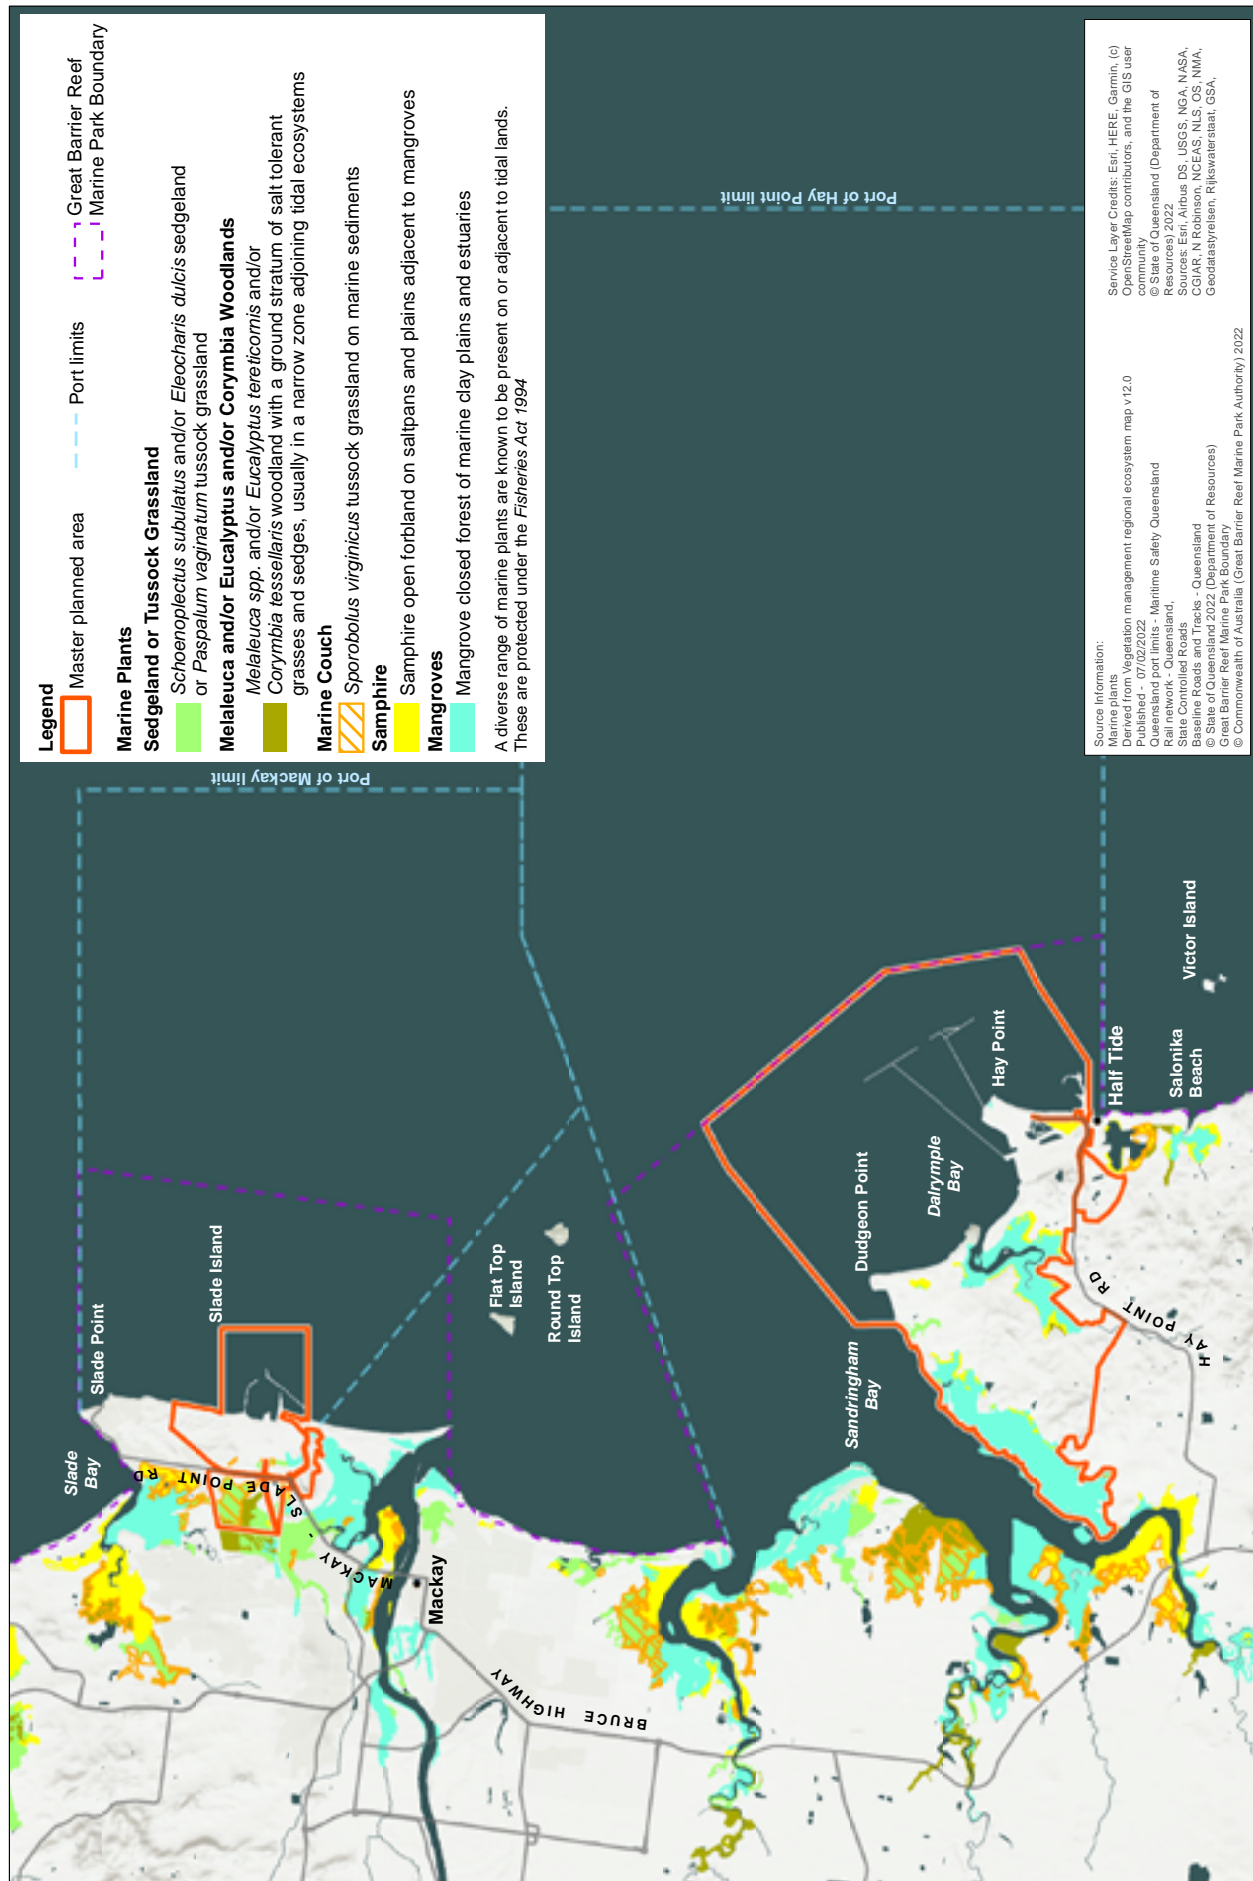 Legend
Master planned area
Port limits
Great Barrier Reef
Marine Park Boundary
Marine Plants
Sedgeland or Tussock Grassland
Schoenoplectus subulatus and/or Eleocharis dulcis sedgeland
or Paspalum vaginatum tussock grassland
Melaleuca and/or Eucalyptus and/or Corymbia Woodlands
Melaleuca spp. and/or Eucalyptus tereticornis and/or
Corymbia tessellaris woodland with a ground stratum of salt tolerant
grasses and sedges, usually in a narrow zone adjoining tidal ecosystems
Marine Couch
Sporobolus virginicus tussock grassland on marine sediments
Samphire
Samphire open forbland on saltpans and plains adjacent to mangroves
Mangroves
Mangrove closed forest of marine clay plains and estuaries
A diverse range of marine plants are known to be present on or adjacent to tidal lands.
These are protected under the Fisheries Act 1994
Port of Mackay limit
Port of Hay Point limit
Slade Point
Slade
Bay
Slade Island
MACKAY - SLADE POINT RD
Mackay
BRUCE HIGHWAY
Flat Top
Island
Round Top
Island
Sandringham
Bay
Dudgeon Point
Dalrymple
Bay
Hay Point
HAY POINT RD
Half Tide
Salonika
Beach
Victor Island
Source Information:
Marine plants
Derived from Vegetation management regional ecosystem map v12.0
Published - 07/02/2022
Queensland port limits - Maritime Safety Queensland
Rail network - Queensland,
State Controlled Roads
Baseline Roads and Tracks - Queensland
© State of Queensland 2022 (Department of Resources)
Great Barrier Reef Marine Park Boundary
© Commonwealth of Australia (Great Barrier Reef Marine Park Authority) 2022
Service Layer Credits: Esri, HERE, Garmin, (c)
OpenStreetMap contributors, and the GIS user
community
© State of Queensland (Department of
Resources) 2022
Sources: Esri, Airbus DS, USGS, NGA, NASA,
CGIAR, N Robinson, NCEAS, NLS, OS, NMA,
Geodatastyrelsen, Rijkswaterstaat, GSA,